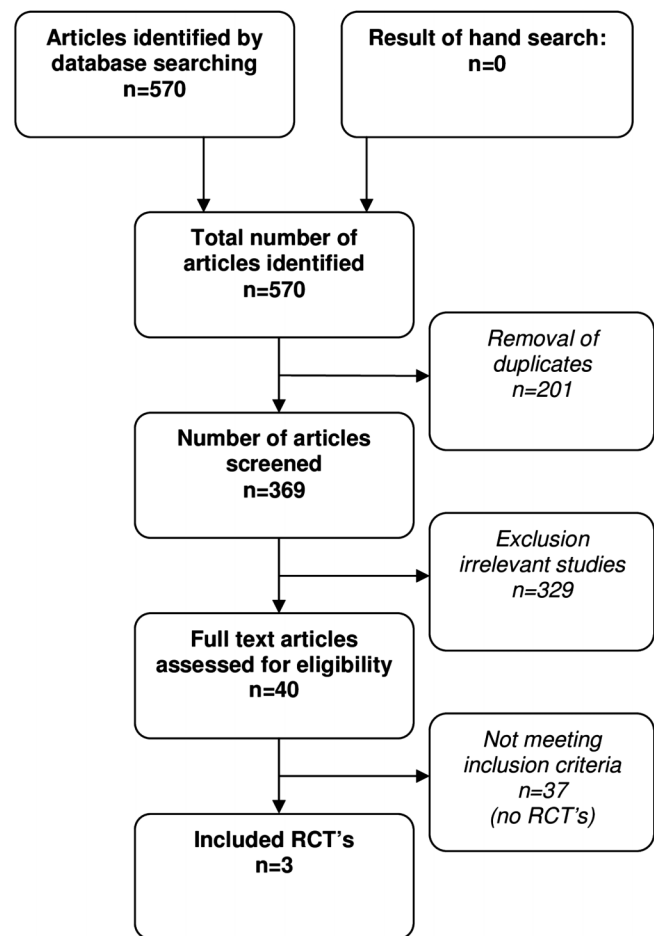 Articles identified by
database searching
n=570
Result of hand search:
n=0
Total number of
articles identified
n=570
Removal of
duplicates
n=201
Number of articles
screened
n=369
Exclusion
irrelevant studies
n=329
Full text articles
assessed for eligibility
n=40
Not meeting
inclusion criteria
n=37
(no RCT's)
Included RCT's
n=3